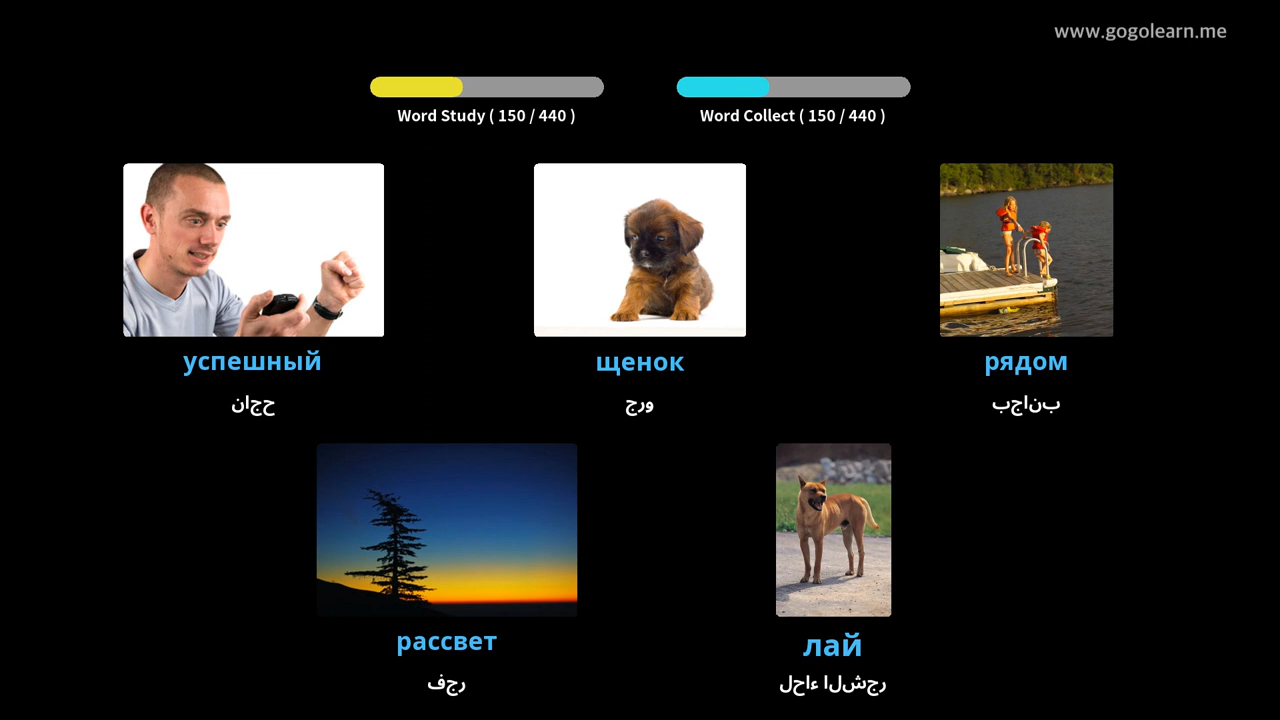 www.gogolearn.me
Word Study ( 150 / 440 )
Word Collect ( 150 / 440 )
успешный
щенок
рядом
ناجح
جرو
بجانب
рассвет
лай
فجر
لحاء الشجر